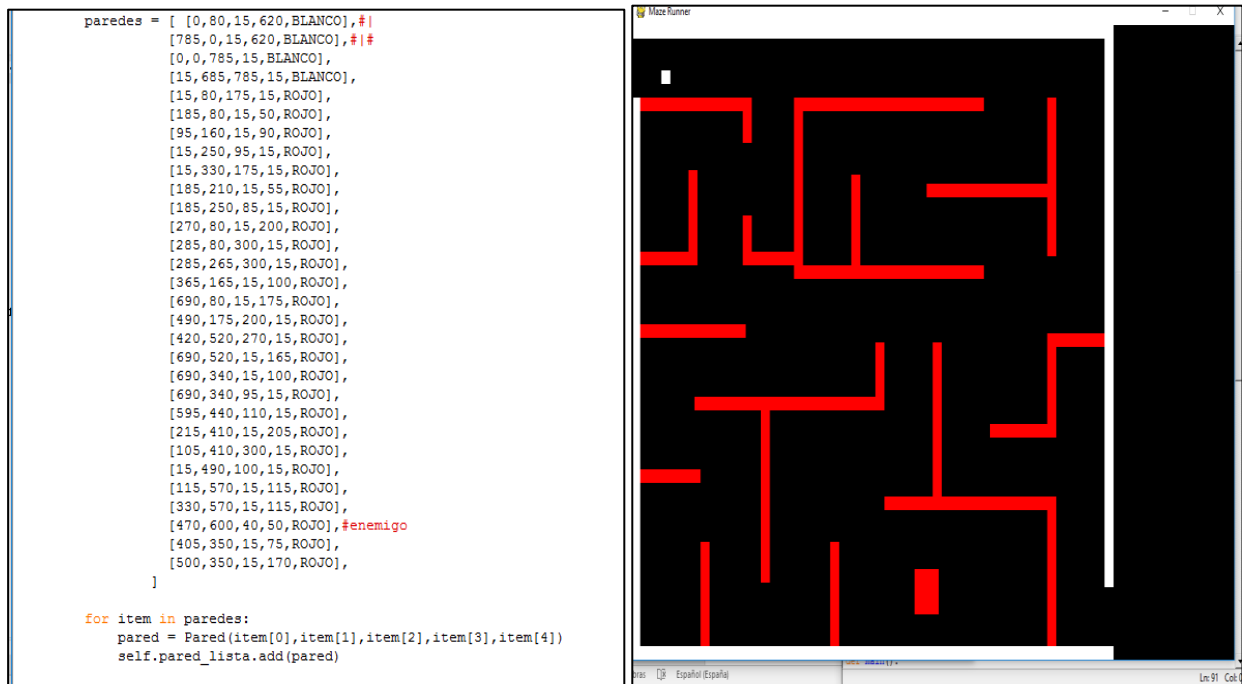 paredes = [ [0,80,15,620,BLANCO],#|
[785,0,15,620,BLANCO],#|#
[0,0,785,15,BLANCO],
[15,685,785,15,BLANCO],
[15,80,175,15,ROJO],
[185,80,15,50,ROJO],
[95,160,15,90,ROJO],
[15,250,95,15,ROJO],
[15,330,175,15,ROJO],
[185,210,15,55,ROJO],
[185,250,85,15,ROJO],
[270,80,15,200,ROJO],
[285,80,300,15,ROJO],
[285,265,300,15,ROJO],
[365,165,15,100,ROJO],
[690,80,15,175,ROJO],
[490,175,200,15,ROJO],
[420,520,270,15,ROJO],
[690,520,15,165,ROJO],
[690,340,15,100,ROJO],
[690,340,95,15,ROJO],
[595,440,110,15,ROJO],
[215,410,15,205,ROJO],
[105,410,300,15,ROJO],
[15,490,100,15,ROJO],
[115,570,15,115,ROJO],
[330,570,15,115,ROJO],
[470,600,40,50,ROJO],#enemigo
[405,350,15,75,ROJO],
[500,350,15,170,ROJO],
]
for item in paredes:
pared = Pared(item[0],item[1],item[2],item[3],item[4])
self.pared_lista.add(pared)
Maze Runner
Español (España)
Ln: 91